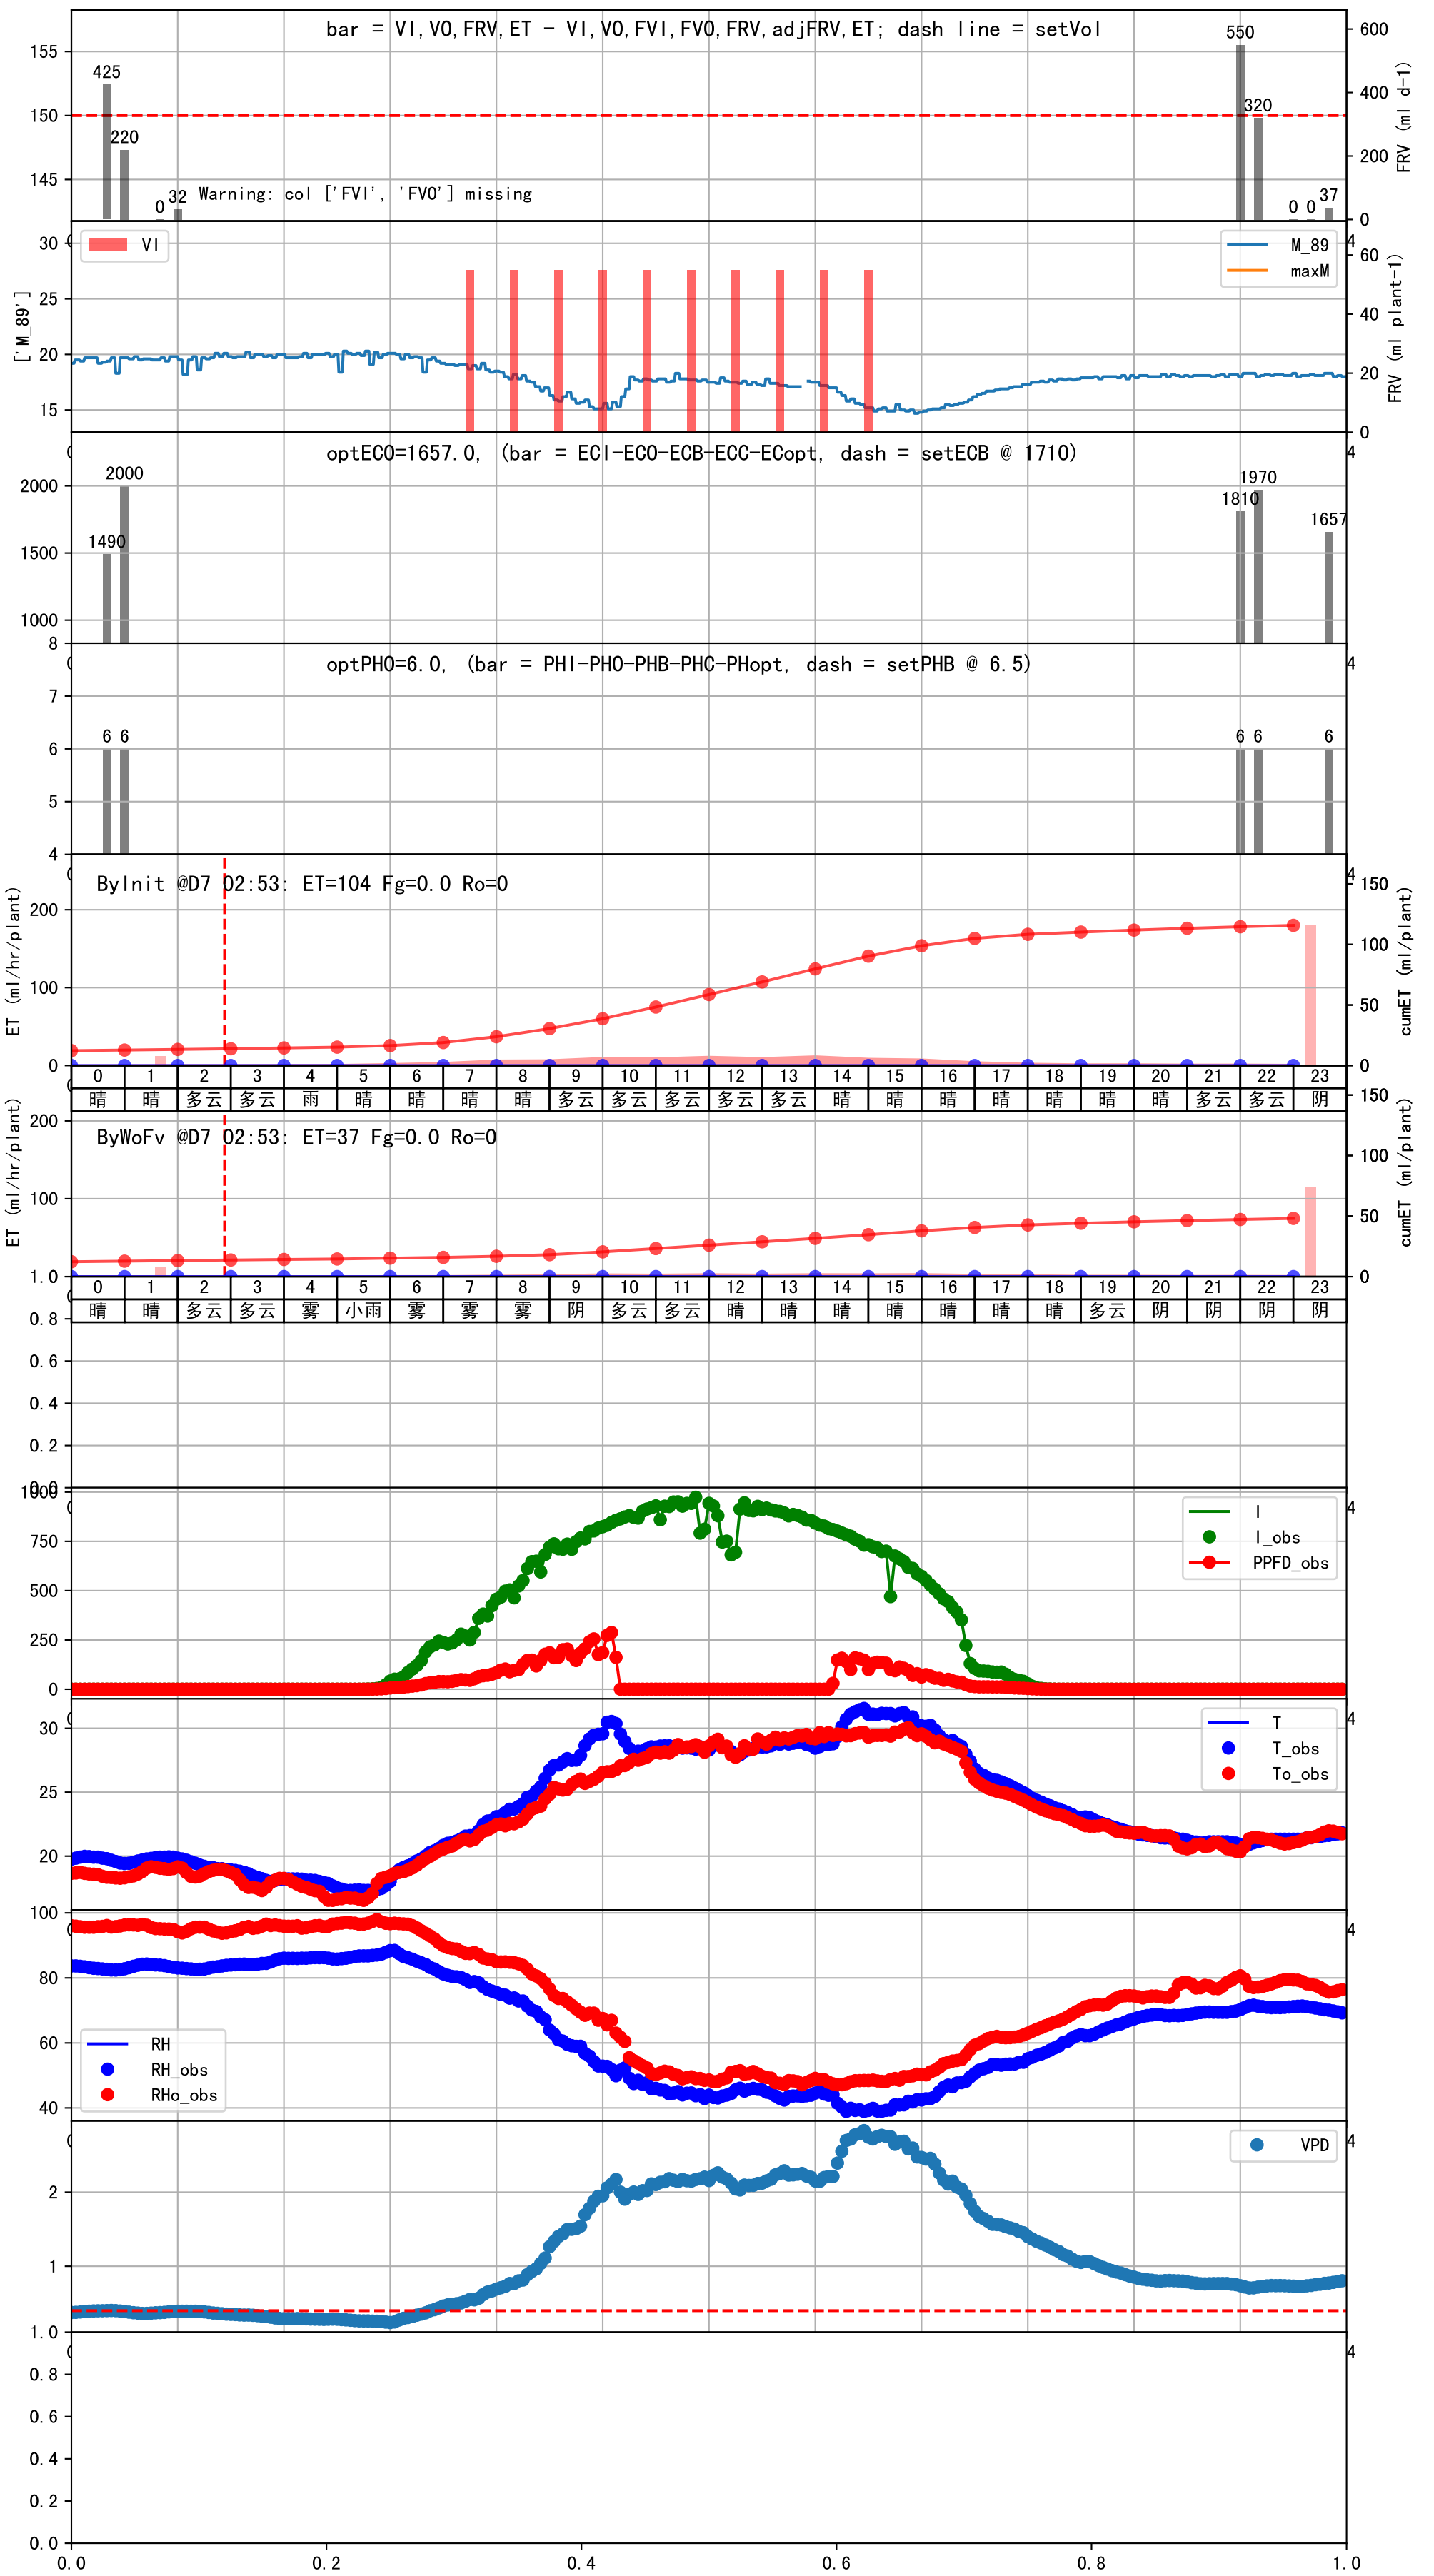 bar = VI,VO,FRV,ET - VI,VO,FVI,FVO,FRV,adjFRV,ET; dash line = setVol
155
150
145
425
220
0
32
Warning: col ['FVI', 'FVO'] missing
550
320
0
0
37
600
400
200
0
FRV (ml d-1)
VI
M_89
maxM
30
25
20
15
['M_89']
4
60
40
20
0
FRV (ml plant-1)
optECO=1657.0, (bar = ECI-ECO-ECB-ECC-ECopt, dash = setECB @ 1710)
2000
1500
1000
1490
2000
1810
1970
1657
4
optPHO=6.0, (bar = PHI-PHO-PHB-PHC-PHopt, dash = setPHB @ 6.5)
8
7
6
5
4
6 6
6 6
6
4
ByInit @D7 02:53: ET=104 Fg=0.0 Ro=0
200
100
0
ET (ml/hr/plant)
4
150
100
50
0
cumET (ml/plant)
0 1 2 3 4 5 6 7 8 9 10 11 12 13 14 15 16 17 18 19 20 21 22 23
晴 晴 多云 多云 雨 晴 晴 晴 晴 多云 多云 多云 多云 多云 晴 晴 晴 晴 晴 晴 晴 多云 多云 阴
ByWoFv @D7 02:53: ET=37 Fg=0.0 Ro=0
200
100
ET (ml/hr/plant)
150
100
50
0
cumET (ml/plant)
0 1 2 3 4 5 6 7 8 9 10 11 12 13 14 15 16 17 18 19 20 21 22 23
晴 晴 多云 多云 雾 小雨 雾 雾 雾 阴 多云 多云 晴 晴 晴 晴 晴 晴 晴 多云 阴 阴 阴 阴
1.0
0.8
0.6
0.4
0.2
0.0
1000
750
500
250
0
I
I_obs
PPFD_obs
4
30
25
20
T
T_obs
To_obs
4
100
80
60
40
RH
RH_obs
RHo_obs
4
2
1
VPD
4
1.0
0.8
0.6
0.4
0.2
0.0
4
0.0 0.2 0.4 0.6 0.8 1.0